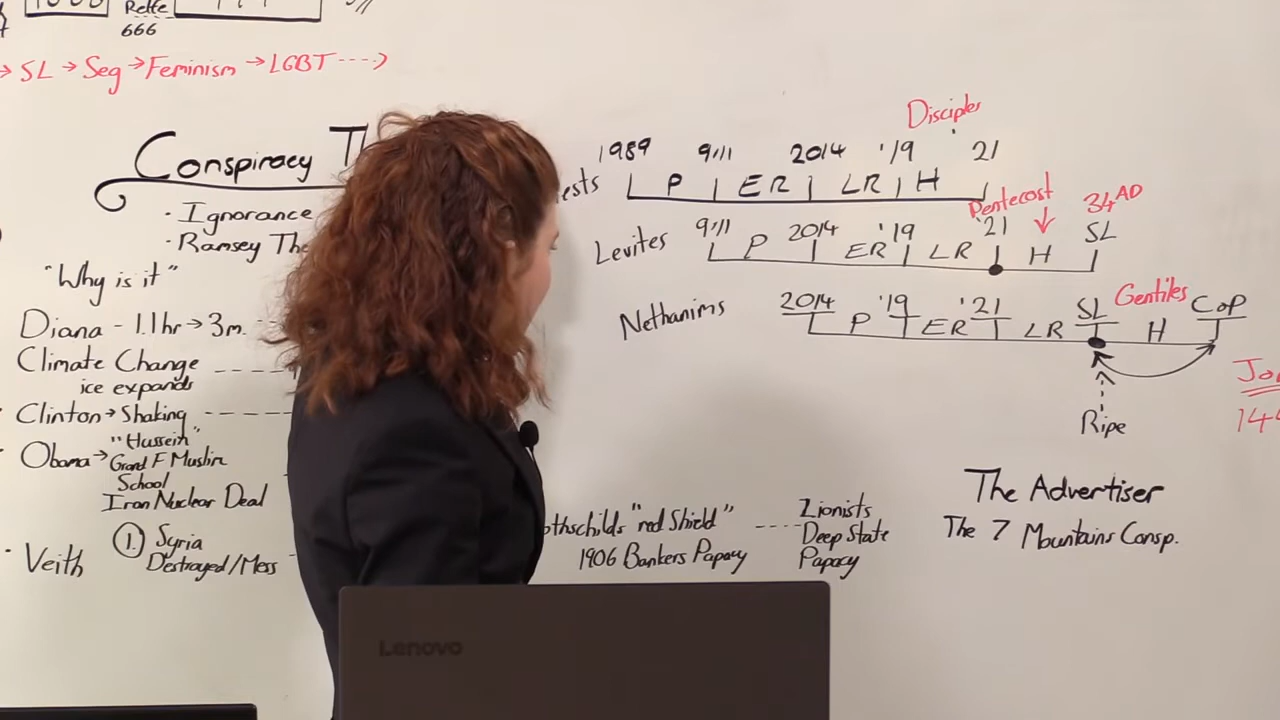 Relfe
666
SL → Seg → Feminism → LGBT ---->
Conspiracy
· Ignorance
· Ramsey
"Why is it"
Diana - 1.1hr → 3m.
Climate Change
ice expands
Clinton → Shaking
"Hussein"
Obama → Grand F Muslim
School
Iran Nuclear Deal
· Veith
① Syria
Destroyed/Mess
Disciples
1989 9/11 2014 '19 '21
ests P ER LR H
Pentecost 34 AD
9/11 2014 '19 '21 SL
Levites P ER LR H
Gentiles
2014 '19 '21 SL CoP
Nethanims P ER LR H
Ripe
othschilds "red Shield" ---- Zionists
Deep State
1906 Bankers Papacy Papacy
The Advertiser
The 7 Mountains Consp.
Lenovo